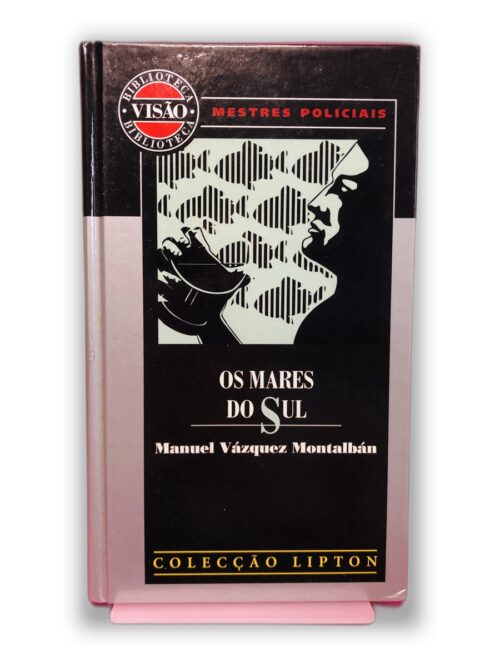 BIBLIOTECA
VISÃO
BIBLIOTECA
MESTRES POLICIAIS
OS MARES
DO SUL
Manuel Vázquez Montalbán
COLECÇÃO LIPTON